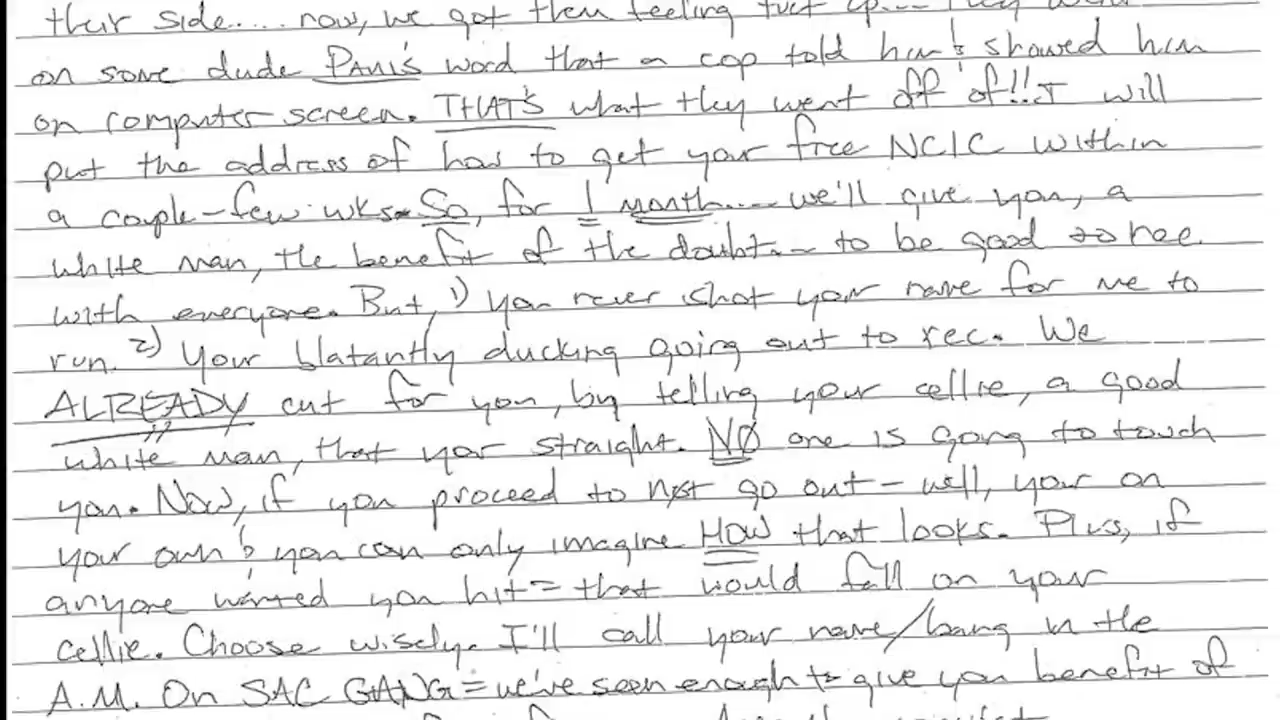 their side.... now, we got them feeling
on some dude PANI'S word that a cop told him & showed him
on computer screen. THAT'S what they went off of!! I will
put the address of how to get your free NCIC within
a couple-few wks. So, for 1 month.... we'll give you, a
white man, the benefit of the doubt... to be good to rec
with everyone. But, 1) you never shot your name for me to
run. 2) Your blatantly ducking going out to rec. We
ALREADY cut for you, by telling your cellie, a good
white man, that your straight. NO one is going to touch
you. Now, if you proceed to not go out - well, your on
your own & you can only imagine HOW that looks. Plus, if
anyone wanted you hit = that would fall on your
cellie. Choose wisely. I'll call your name/bang n the
A.M. On SAC GANG = we've seen enough to give you benefit of